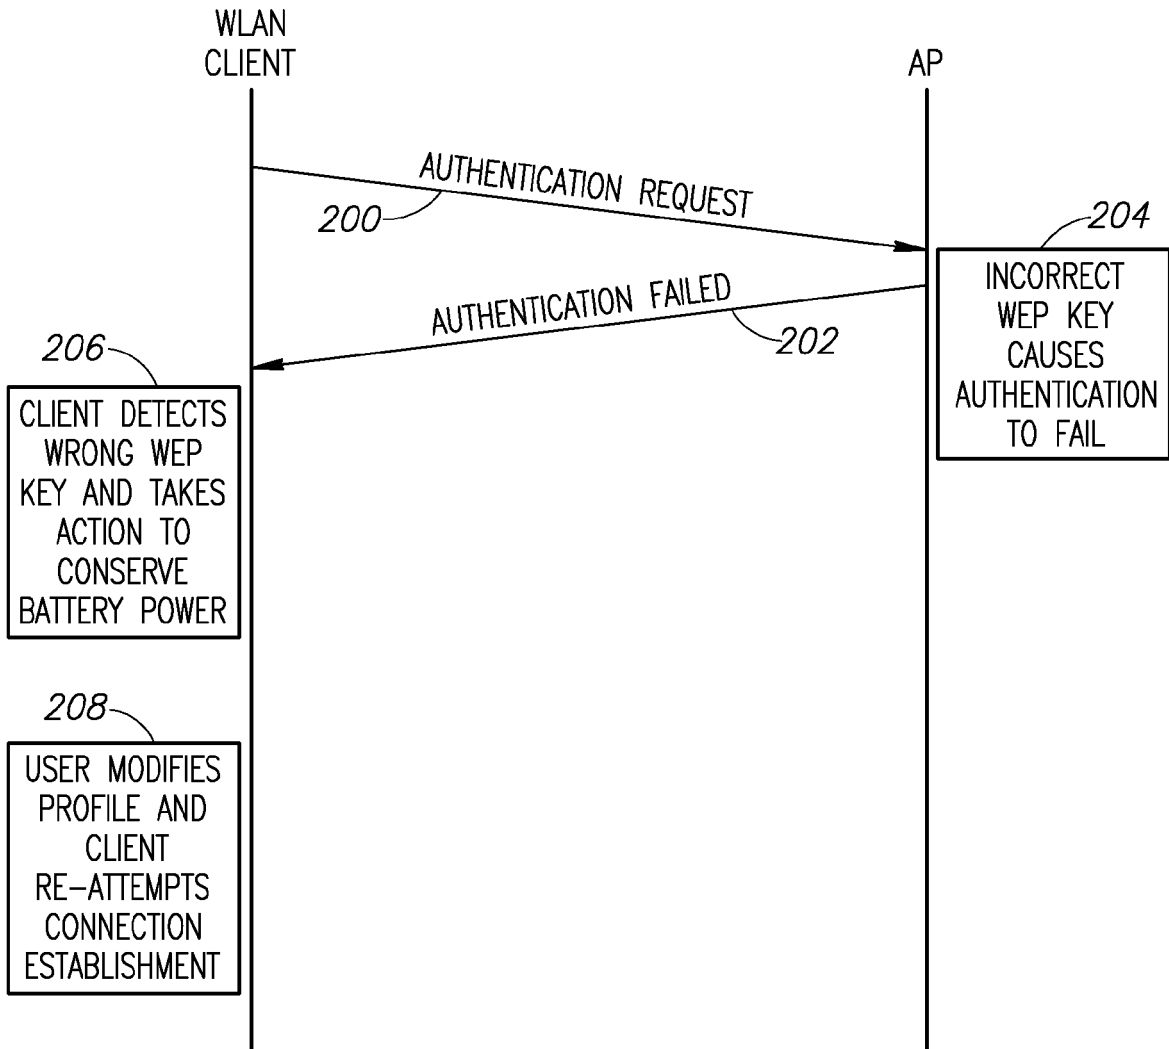 WLAN
CLIENT
AP
AUTHENTICATION REQUEST
200
204
INCORRECT
WEP KEY
CAUSES
AUTHENTICATION
TO FAIL
AUTHENTICATION FAILED
202
206
CLIENT DETECTS
WRONG WEP
KEY AND TAKES
ACTION TO
CONSERVE
BATTERY POWER
208
USER MODIFIES
PROFILE AND
CLIENT
RE-ATTEMPTS
CONNECTION
ESTABLISHMENT